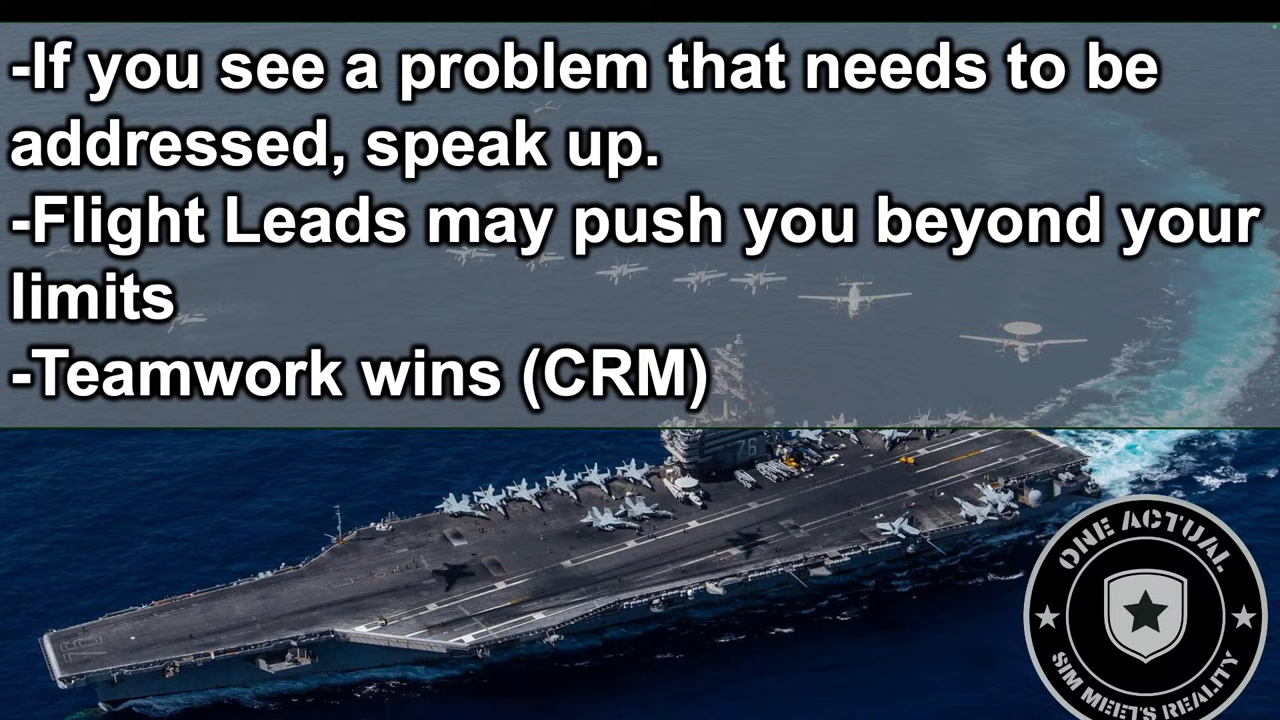 -If you see a problem that needs to be
addressed, speak up.
-Flight Leads may push you beyond your
limits
-Teamwork wins (CRM)
76
76
ONE ACTUAL
SIM MEETS REALITY